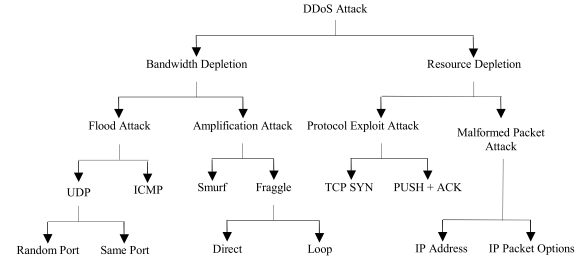 DDoS Attack
Bandwidth Depletion
Resource Depletion
Flood Attack
Amplification Attack
Protocol Exploit Attack
Malformed Packet
Attack
UDP
ICMP
Smurf
Fraggle
TCP SYN
PUSH + ACK
Random Port
Same Port
Direct
Loop
IP Address
IP Packet Options